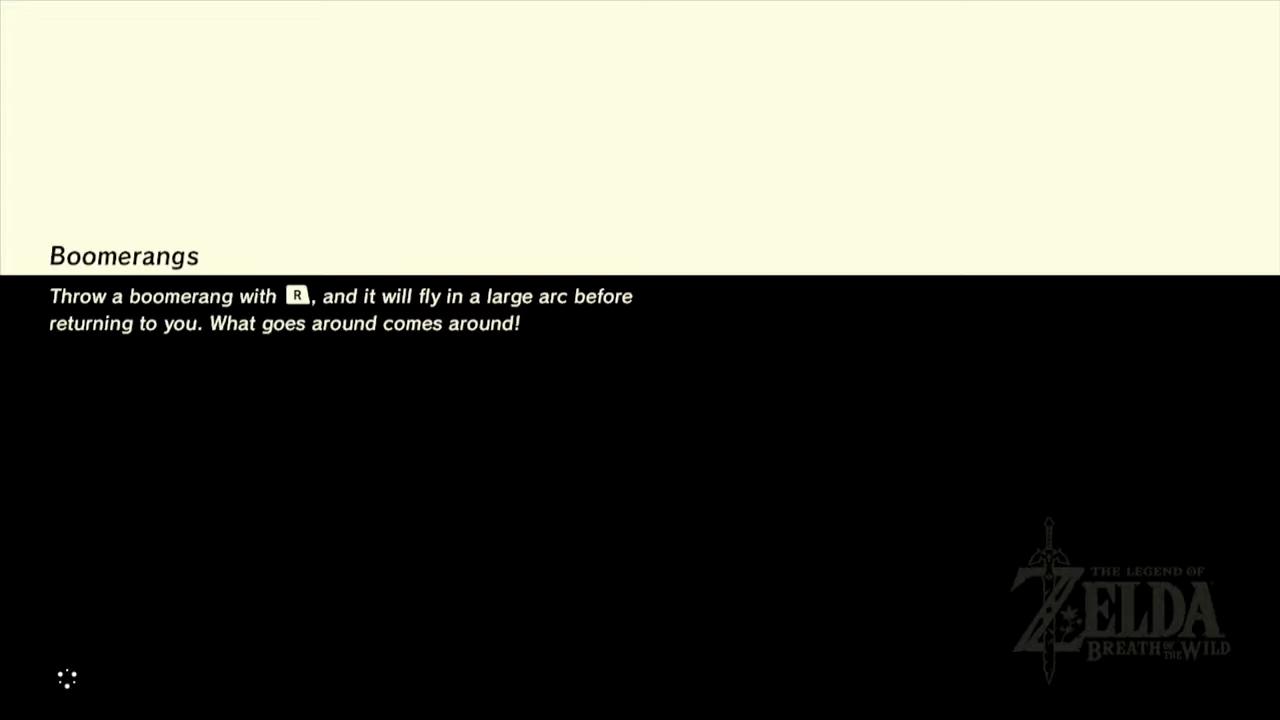 Boomerangs
Throw a boomerang with R, and it will fly in a large arc before
returning to you. What goes around comes around!
THE LEGEND OF
ZELDA
BREATH OF THE WILD